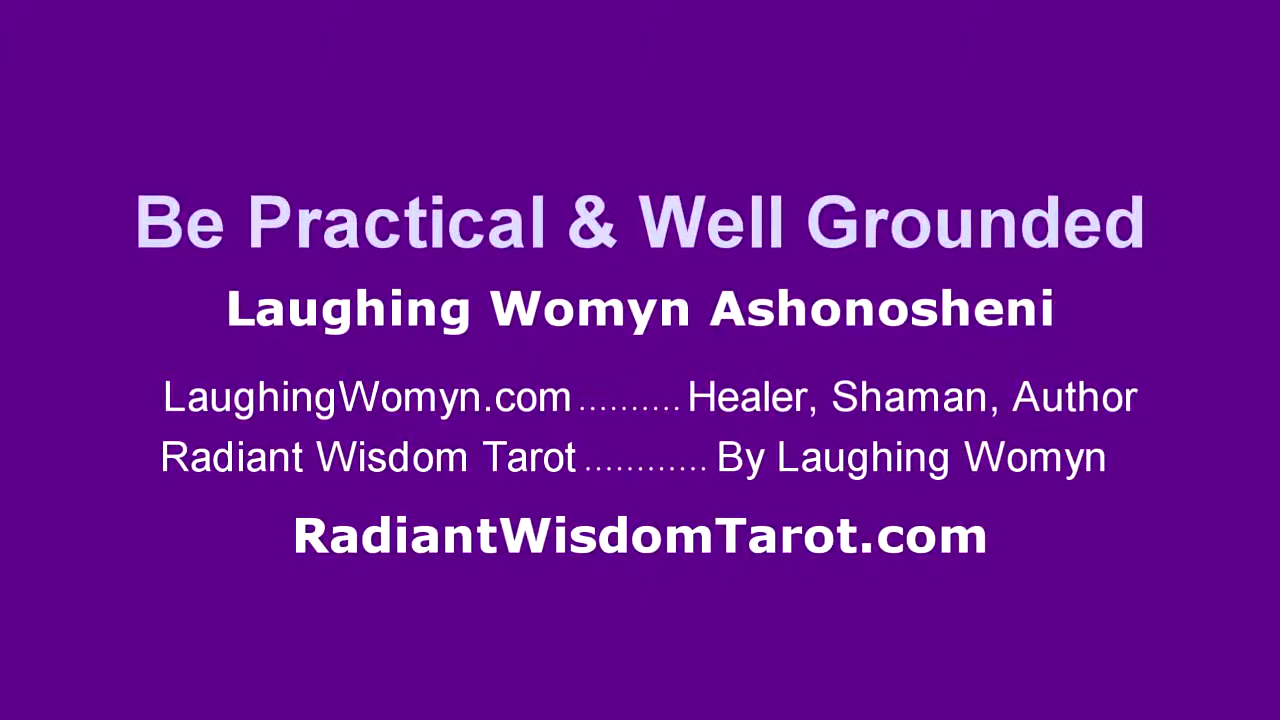 Be Practical & Well Grounded
Laughing Womyn Ashonosheni
LaughingWomyn.com .......... Healer, Shaman, Author
Radiant Wisdom Tarot ............ By Laughing Womyn
RadiantWisdomTarot.com